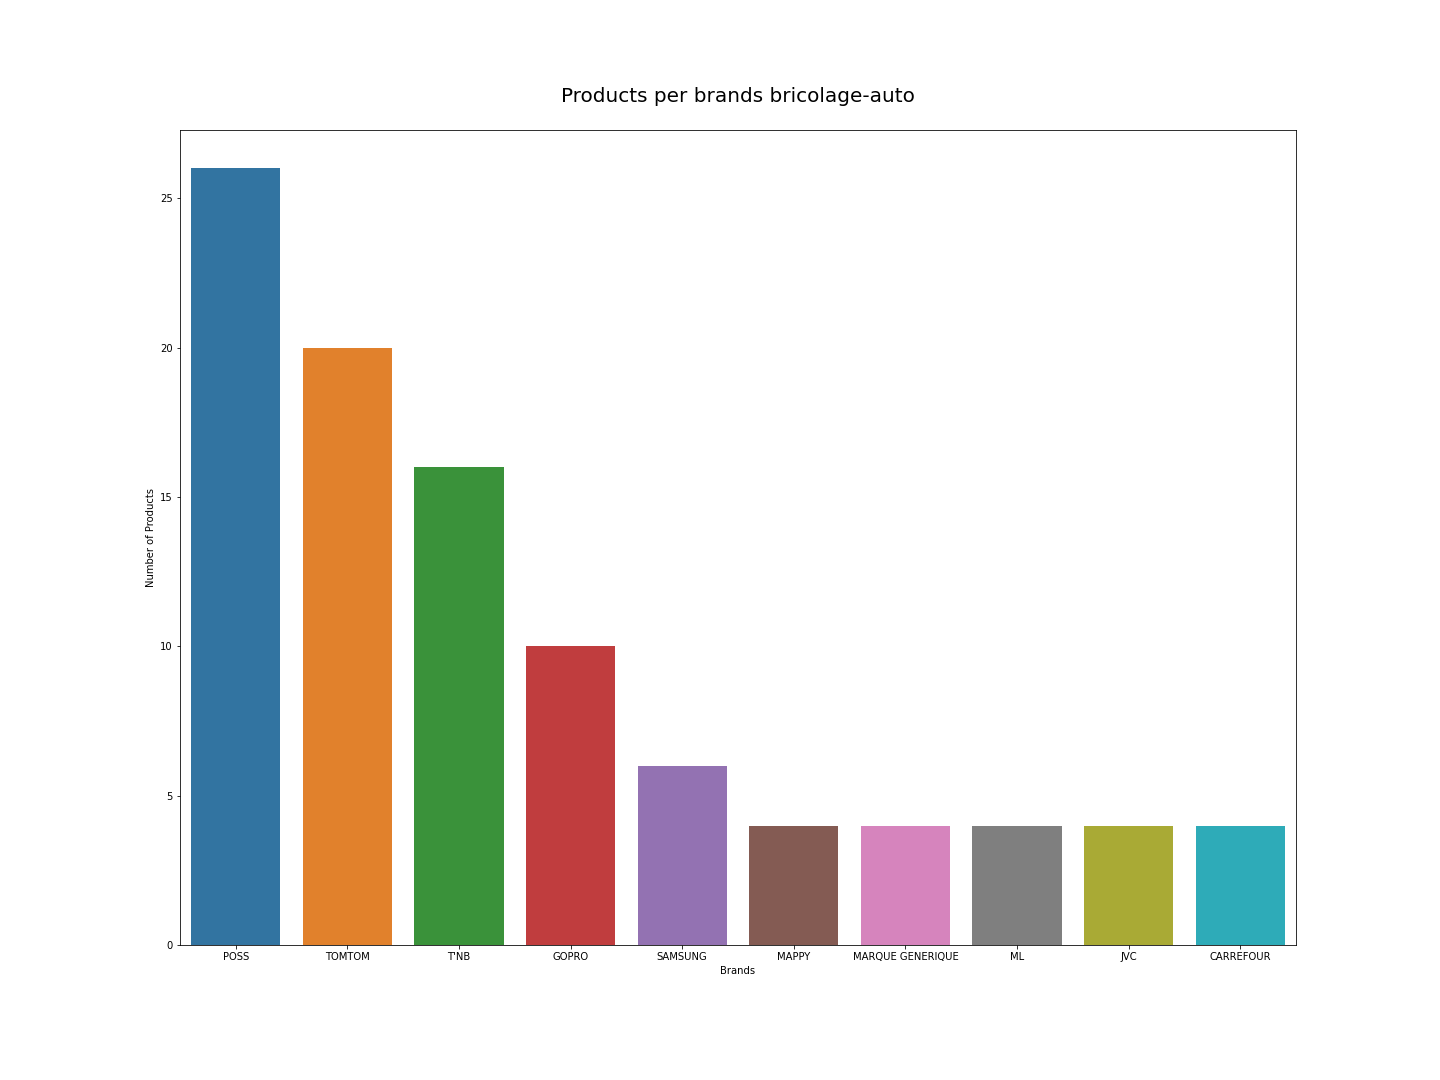 Products per brands bricolage-auto
Number of Products
25
20
15
10
5
0
POSS TOMTOM T'NB GOPRO SAMSUNG MAPPY MARQUE GENERIQUE ML JVC CARREFOUR
Brands